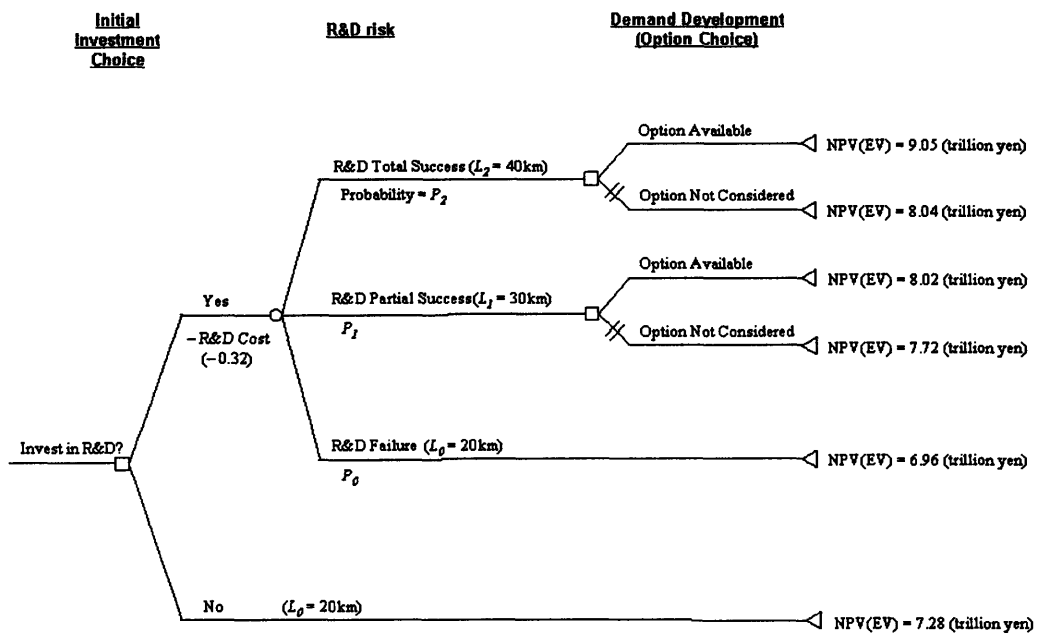 Initial
Investment
Choice
R&D risk
Demand Development
(Option Choice)
Option Available
NPV(EV) = 9.05 (trillion yen)
R&D Total Success (L2 = 40km)
Probability = P2
Option Not Considered
NPV(EV) = 8.04 (trillion yen)
Option Available
NPV(EV) = 8.02 (trillion yen)
Yes
R&D Partial Success(L1 = 30km)
−R&D Cost
(−0.32)
P1
Option Not Considered
NPV(EV) = 7.72 (trillion yen)
Invest in R&D?
R&D Failure (L0 = 20km)
NPV(EV) = 6.96 (trillion yen)
P0
No (L0 = 20km)
NPV(EV) = 7.28 (trillion yen)